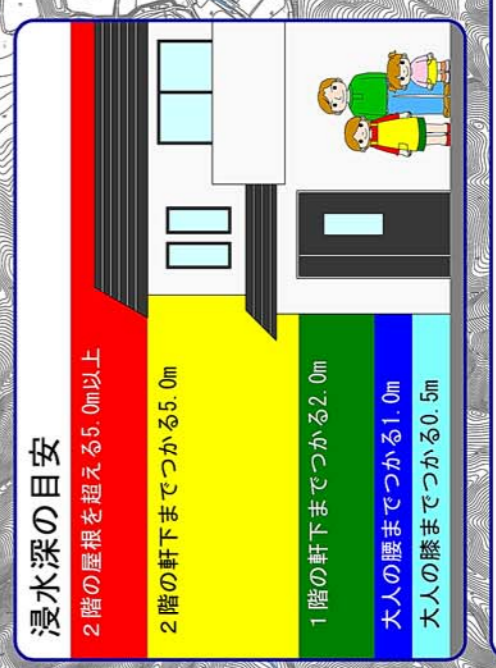 浸水深の目安
2階の屋根を超える5.0m以上
2階の軒下までつかる5.0m
1階の軒下までつかる2.0m
大人の腰までつかる1.0m
大人の膝までつかる0.5m